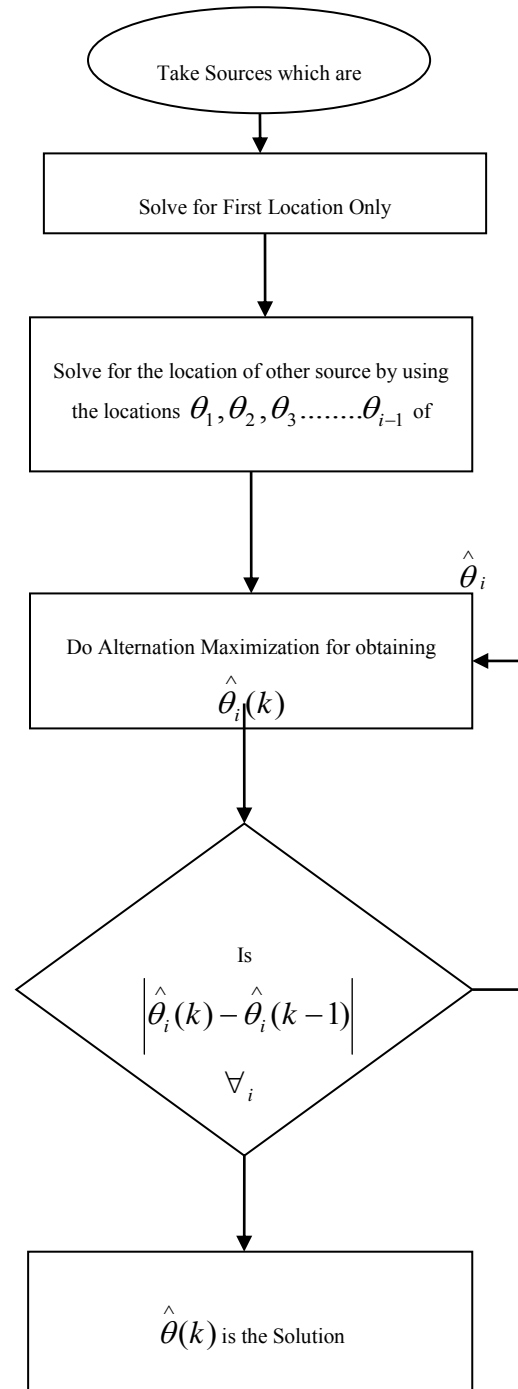 Take Sources which are
Solve for First Location Only
Solve for the location of other source by using
the locations θ₁, θ₂, θ₃........θᵢ₋₁ of
θ̂ᵢ
Do Alternation Maximization for obtaining
θ̂ᵢ(k)
Is
|θ̂ᵢ(k) − θ̂ᵢ(k−1)|
∀ᵢ
θ̂(k) is the Solution